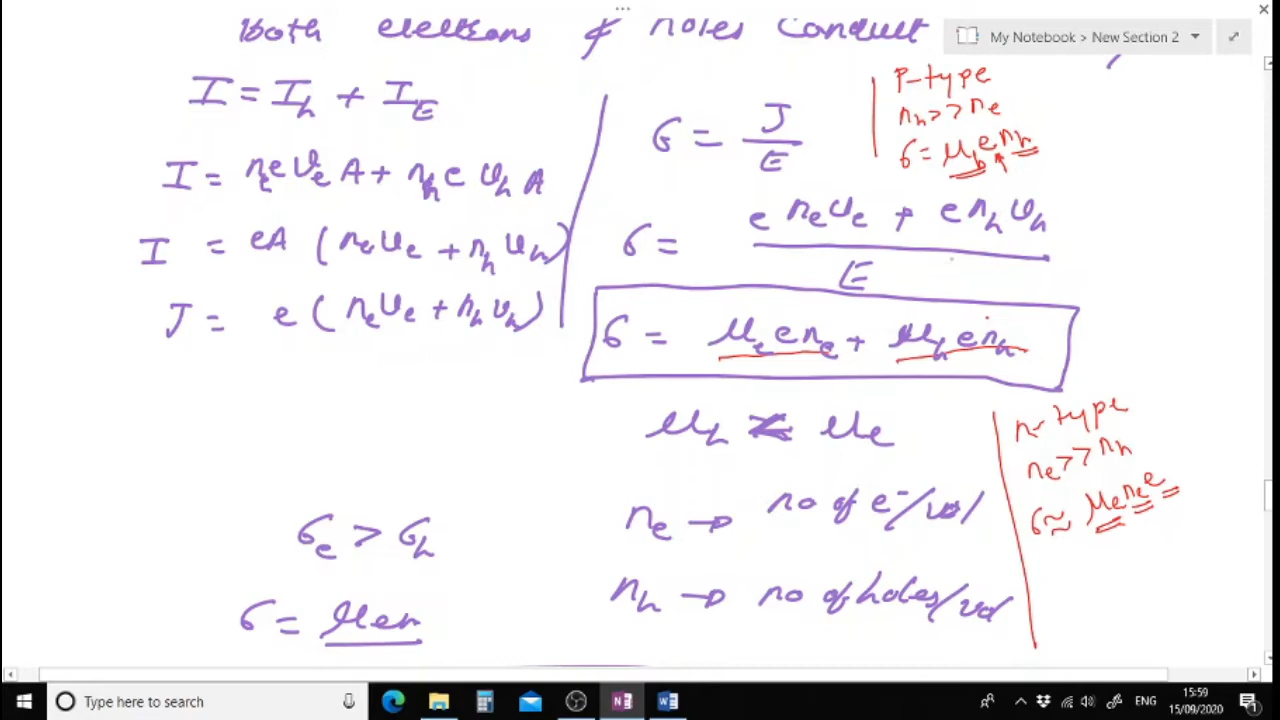 Both electrons & holes conduct
My Notebook > New Section 2
I = I_h + I_E
I = n_e e v_e A + n_h e v_h A
I = eA (n_e v_e + n_h v_h)
J = e (n_e v_e + n_h v_h)
σ_e > σ_h
σ = μen
σ = J/E
σ = (e n_e v_e + e n_h v_h)/E
σ = μ_e e n_e + μ_h e n_h
μ_h < μ_e
n_e → no of e⁻/vol
n_h → no of holes/vol
P-type
n_h >> n_e
σ = μ_h e n_h
n-type
n_e >> n_h
σ ≈ μ_e n_e e
Type here to search
ENG
15:59
15/09/2020